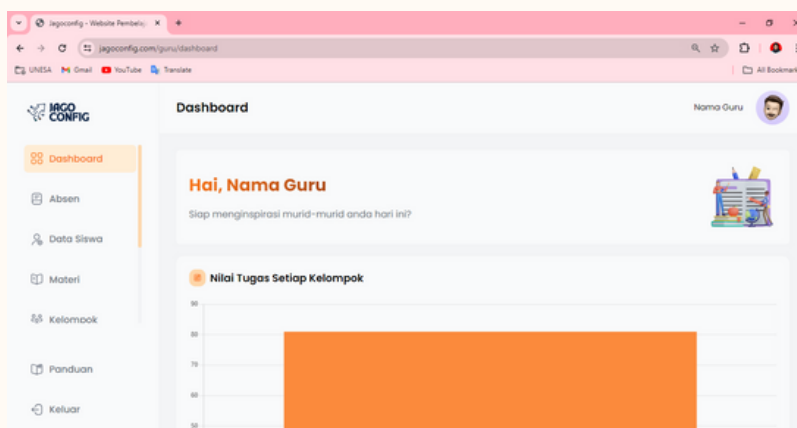 Jagoconfig - Website Pembelaj
jagoconfig.com/guru/dashboard
UNESA
Gmail
YouTube
Translate
All Bookmark
JAGO
CONFIG
Dashboard
Nama Guru
Dashboard
Absen
Data Siswa
Materi
Kelompok
Panduan
Keluar
Hai, Nama Guru
Siap menginspirasi murid-murid anda hari ini?
Nilai Tugas Setiap Kelompok
90
80
70
60
50